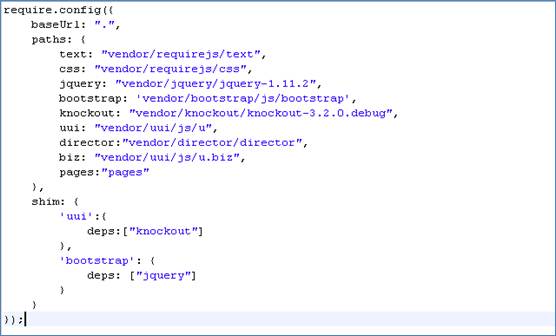 require.config({
    baseUrl: ".",
    paths: {
        text: "vendor/requirejs/text",
        css: "vendor/requirejs/css",
        jquery: "vendor/jquery/jquery-1.11.2",
        bootstrap: 'vendor/bootstrap/js/bootstrap',
        knockout: "vendor/knockout/knockout-3.2.0.debug",
        uui: "vendor/uui/js/u",
        director:"vendor/director/director",
        biz: "vendor/uui/js/u.biz",
        pages:"pages"
    },
    shim: {
        'uui':{
            deps:["knockout"]
        },
        'bootstrap': {
            deps: ["jquery"]
        }
    }
});